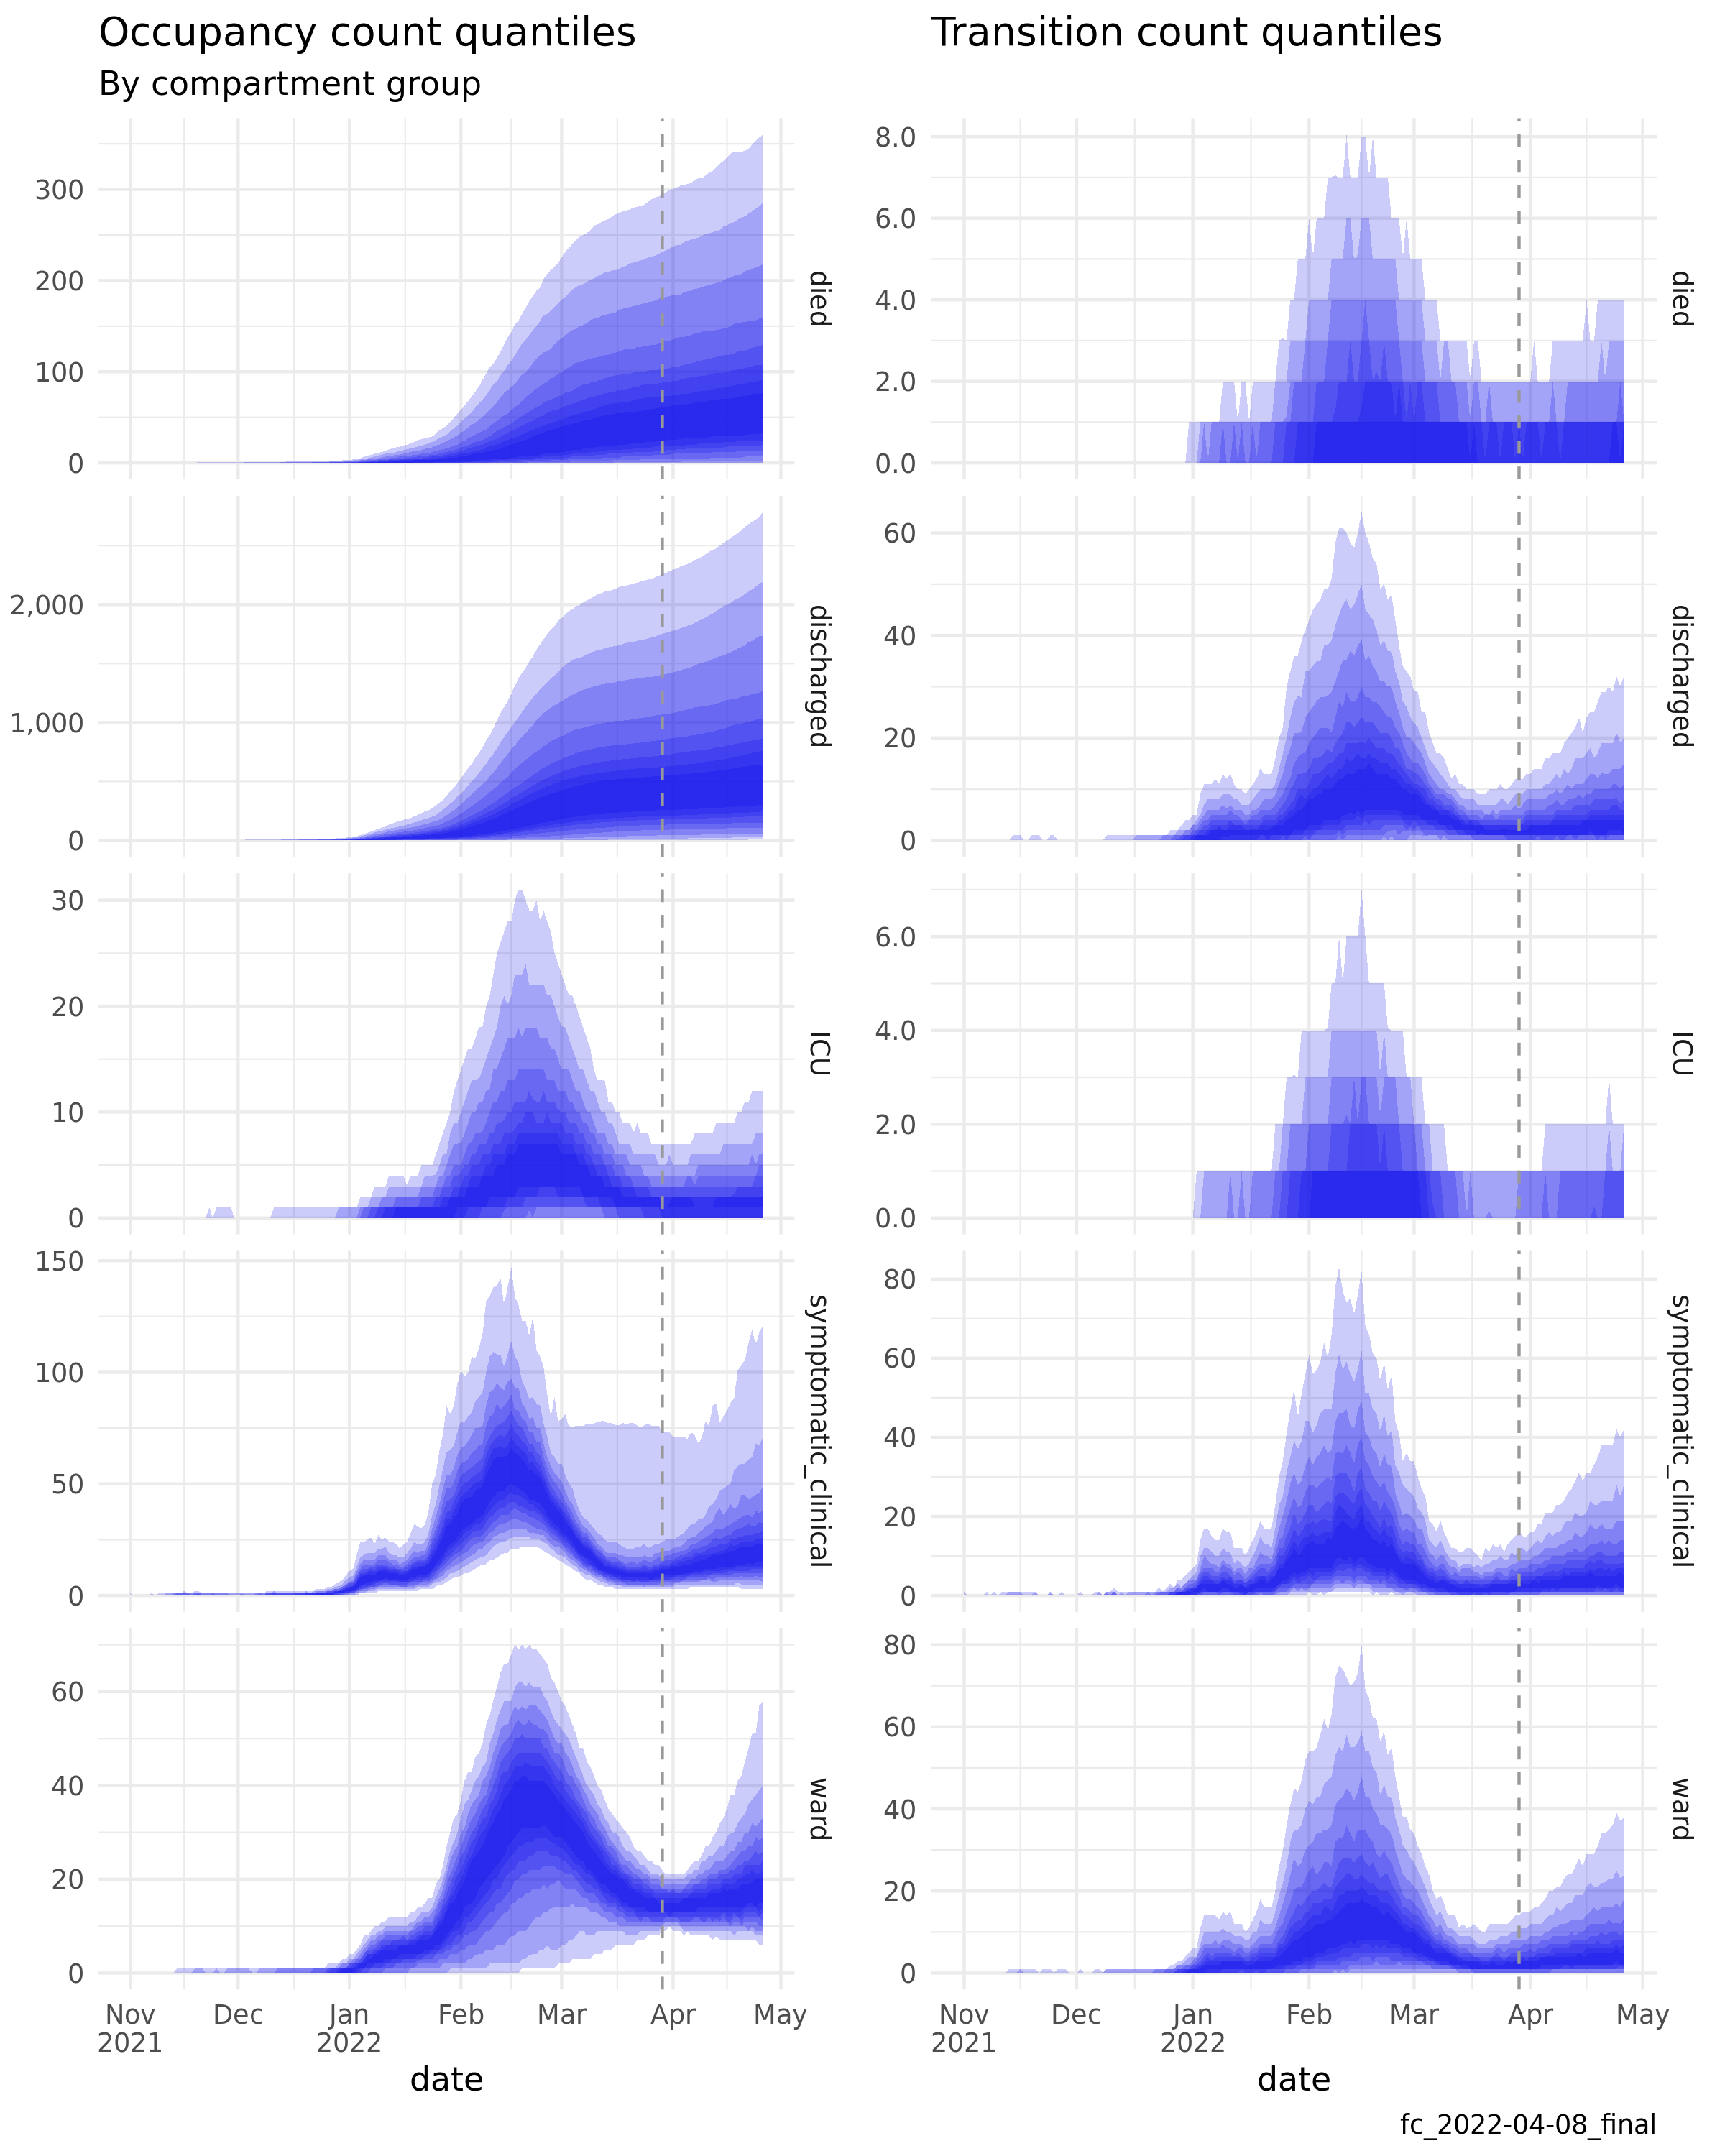 Occupancy count quantiles
By compartment group
300
200
100
0
died
2,000
1,000
0
discharged
30
20
10
0
ICU
150
100
50
0
symptomatic_clinical
60
40
20
0
ward
Nov Dec Jan Feb Mar Apr May
2021 2022
date
Transition count quantiles
8.0
6.0
4.0
2.0
0.0
died
60
40
20
0
discharged
6.0
4.0
2.0
0.0
ICU
80
60
40
20
0
symptomatic_clinical
80
60
40
20
0
ward
Nov Dec Jan Feb Mar Apr May
2021 2022
date
fc_2022-04-08_final